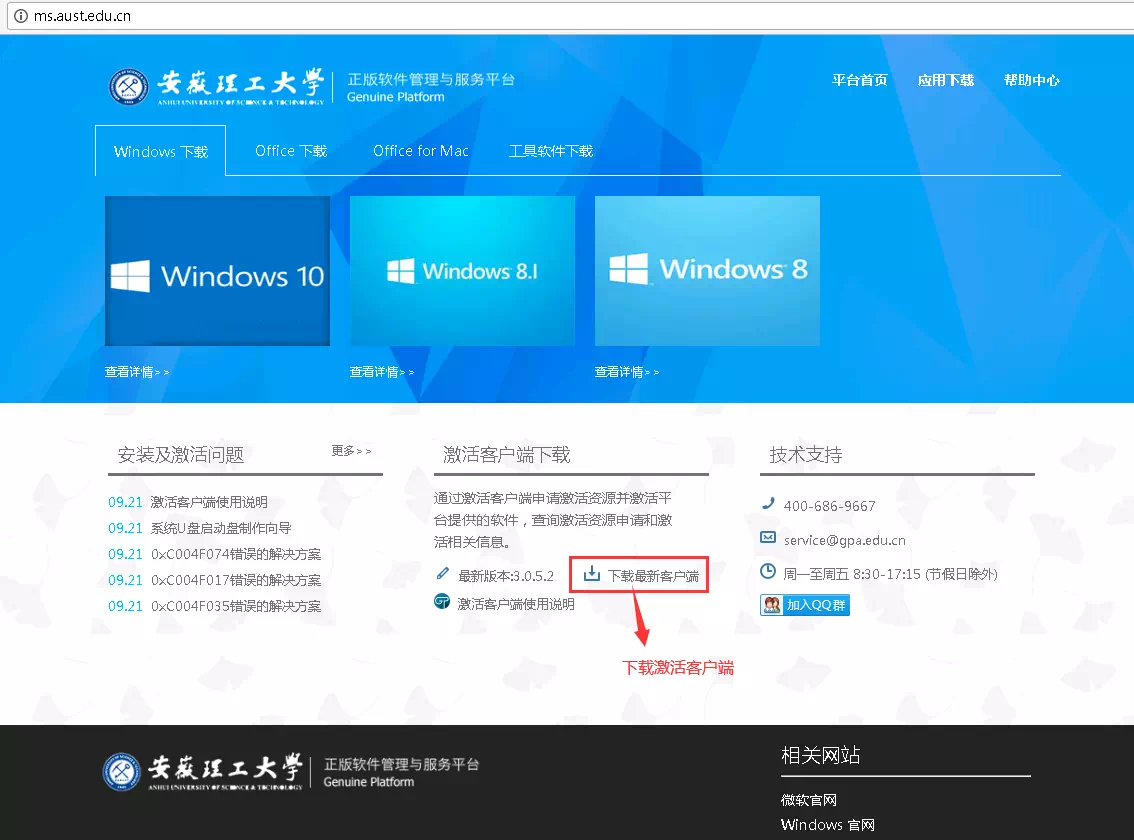 ms.aust.edu.cn
安徽理工大學
ANHUI UNIVERSITY OF SCIENCE & TECHNOLOGY
正版软件管理与服务平台
Genuine Platform
平台首页 应用下载 帮助中心
Windows 下载 Office 下载 Office for Mac 工具软件下载
Windows 10
Windows 8.1
Windows 8
查看详情>> 查看详情>> 查看详情>>
安装及激活问题 更多>>
09.21 激活客户端使用说明
09.21 系统U盘启动盘制作向导
09.21 0xC004F074错误的解决方案
09.21 0xC004F017错误的解决方案
09.21 0xC004F035错误的解决方案
激活客户端下载
通过激活客户端申请激活资源并激活平
台提供的软件，查询激活资源申请和激
活相关信息。
最新版本:3.0.5.2 下载最新客户端
激活客户端使用说明
下载激活客户端
技术支持
400-686-9667
service@gpa.edu.cn
周一至周五 8:30-17:15 (节假日除外)
加入QQ群
安徽理工大學
ANHUI UNIVERSITY OF SCIENCE & TECHNOLOGY
正版软件管理与服务平台
Genuine Platform
相关网站
微软官网
Windows 官网